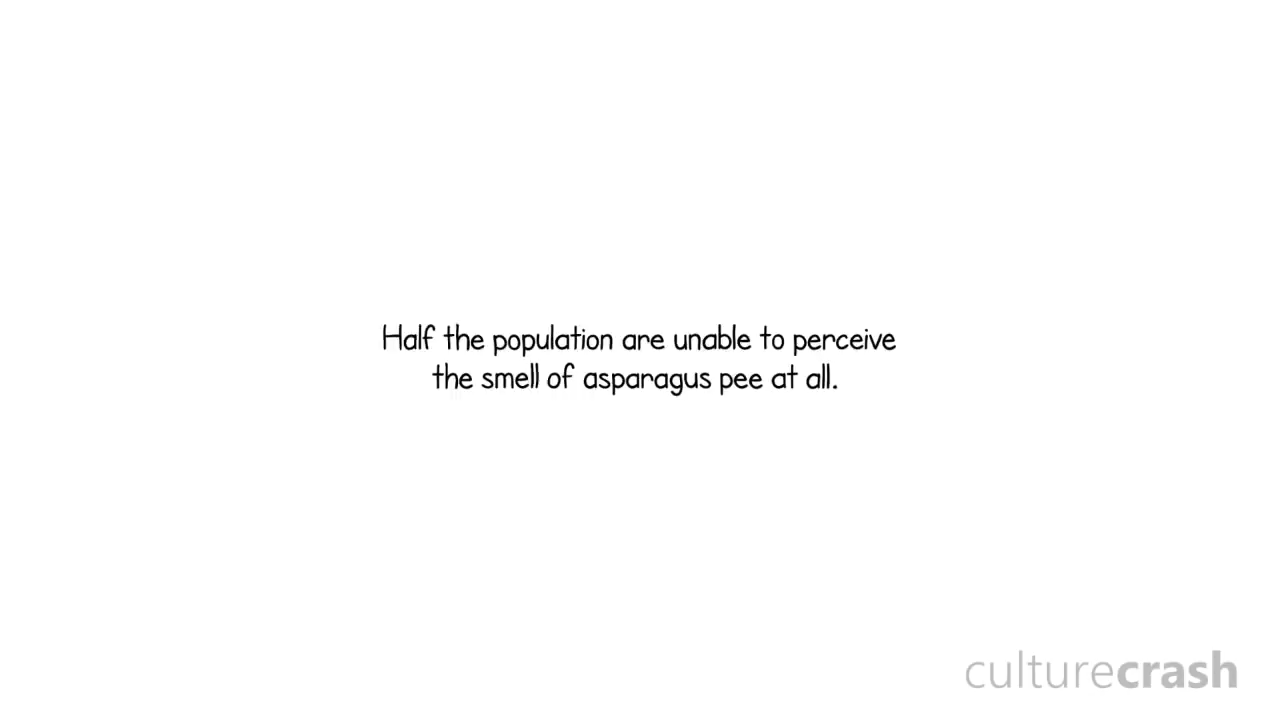 Half the population are unable to perceive
the smell of asparagus pee at all.
culturecrash